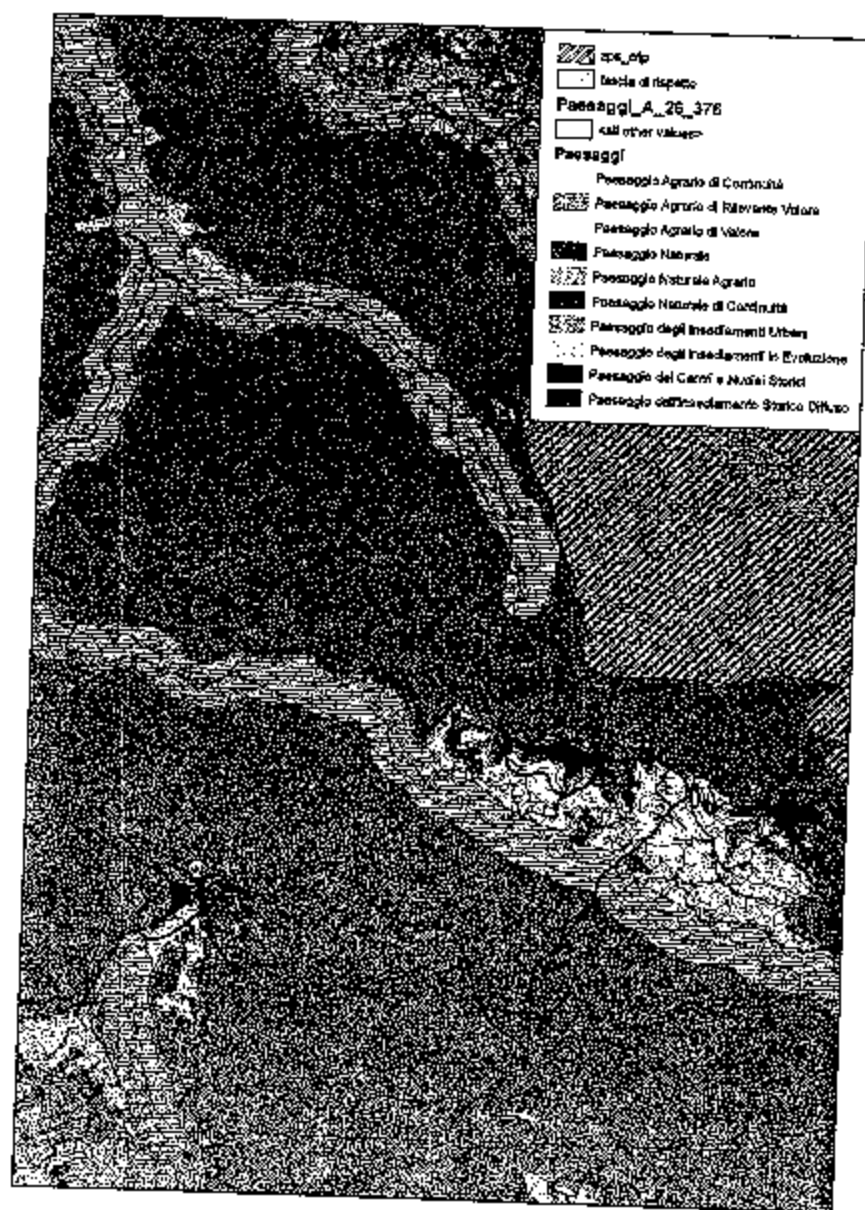 fascia di rispetto
Paesaggi_A_26_376
<all other values>
Paesaggi
Paesaggio Agrario di Continuità
Paesaggio Agrario di Rilevante Valore
Paesaggio Agrario di Valore
Paesaggio Naturale
Paesaggio Naturale Agrario
Paesaggio Naturale di Continuità
Paesaggio degli Insediamenti Urbani
Paesaggio degli Insediamenti in Evoluzione
Paesaggio dei Centri e Nuclei Storici
Paesaggio dell'Insediamento Storico Diffuso